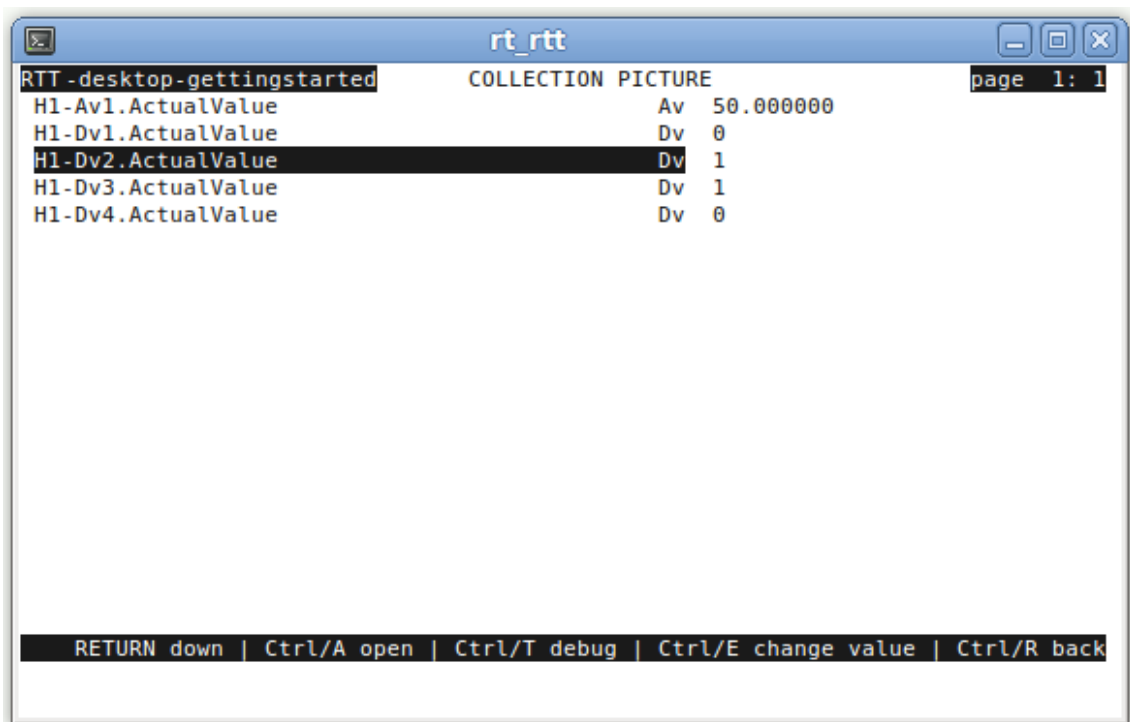 rt_rtt
RTT-desktop-gettingstarted COLLECTION PICTURE page 1: 1
H1-Av1.ActualValue Av 50.000000
H1-Dv1.ActualValue Dv 0
H1-Dv2.ActualValue Dv 1
H1-Dv3.ActualValue Dv 1
H1-Dv4.ActualValue Dv 0
RETURN down | Ctrl/A open | Ctrl/T debug | Ctrl/E change value | Ctrl/R back